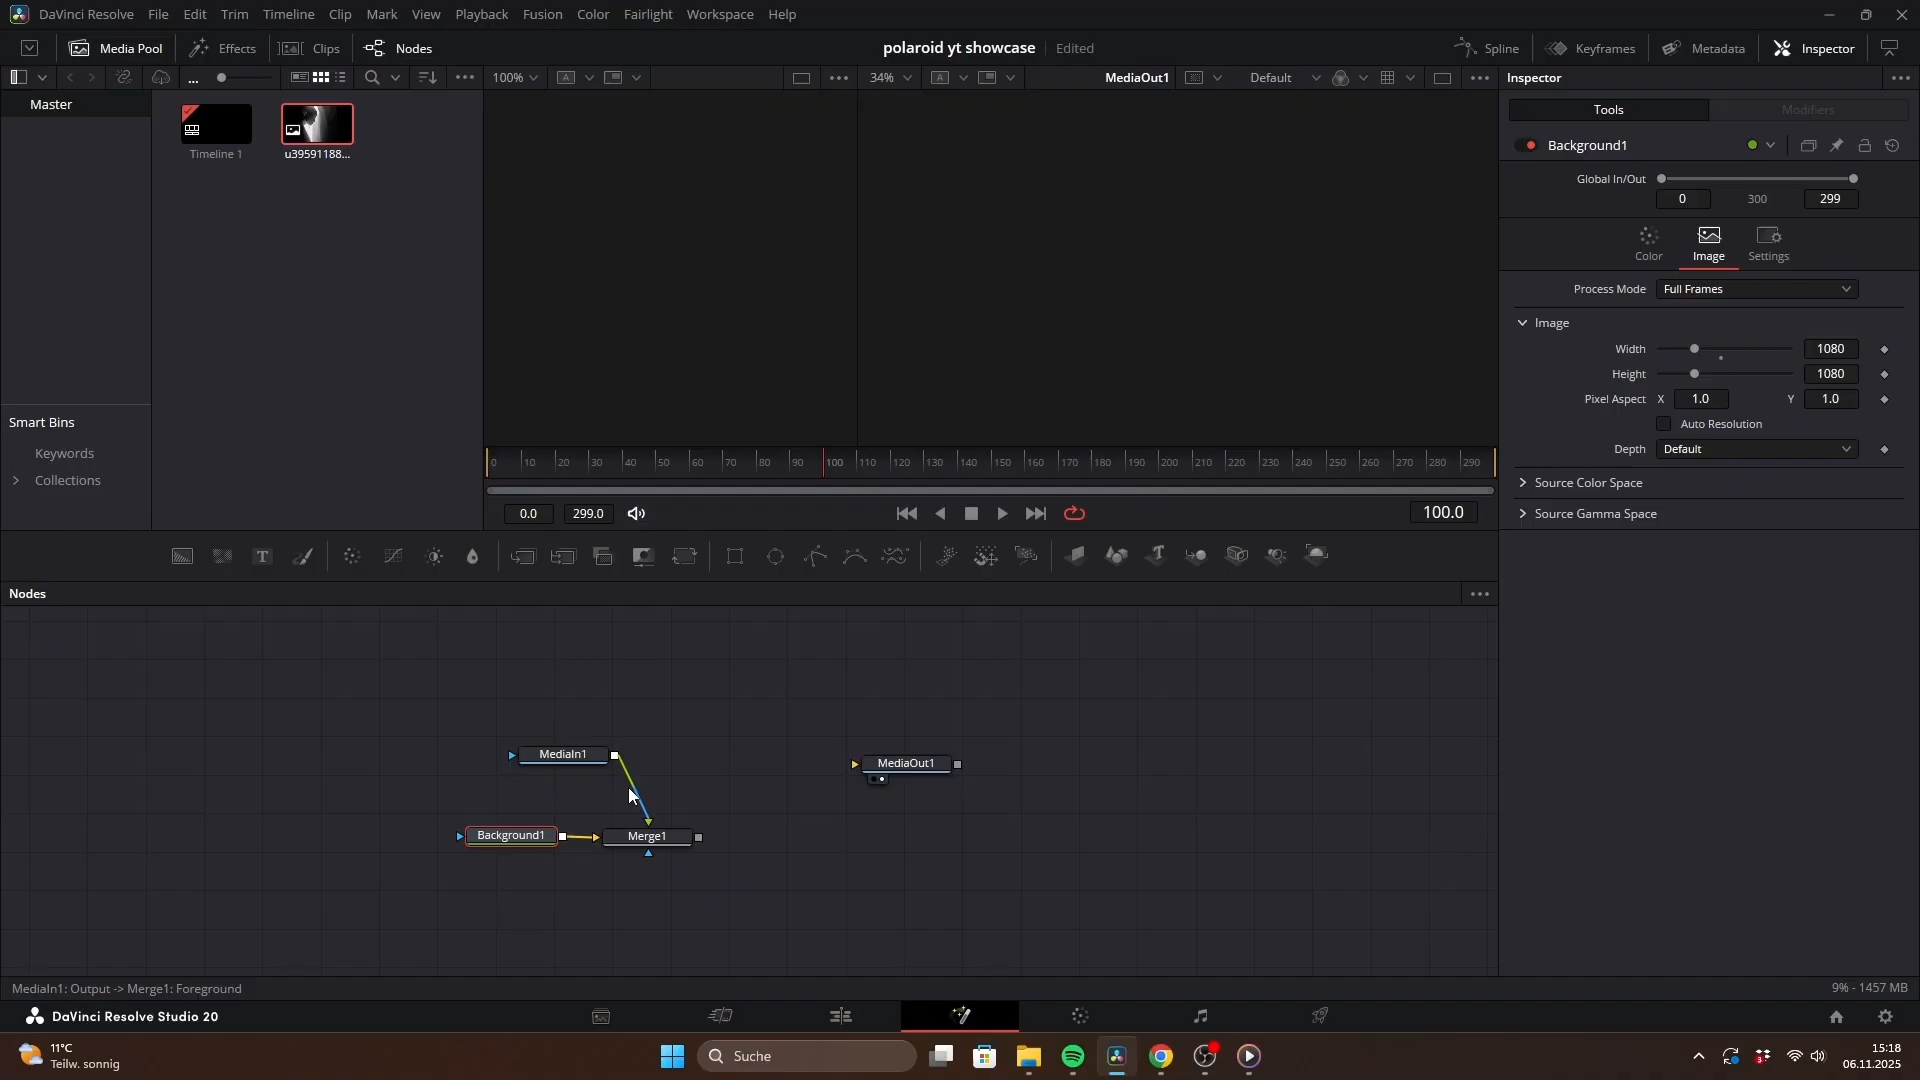 DaVinci Resolve File Edit Trim Timeline Clip Mark View Playback Fusion Color Fairlight Workspace Help
Media Pool Effects Clips Nodes polaroid yt showcase Edited Spline Keyframes Metadata Inspector
... 100% A 34% A MediaOut1 Default Inspector
Master
Timeline 1
u39591188...
Smart Bins
Keywords
Collections
0 10 20 30 40 50 60 70 80 90 100 110 120 130 140 150 160 170 180 190 200 210 220 230 240 250 260 270 280 290
0.0 299.0 100.0
Tools Modifiers
Background1
Global In/Out
0 300 299
Color Image Settings
Process Mode Full Frames
Image
Width 1080
Height 1080
Pixel Aspect X 1.0 Y 1.0
Auto Resolution
Depth Default
Source Color Space
Source Gamma Space
T
Nodes
MediaIn1
MediaOut1
Background1
Merge1
MediaIn1: Output -> Merge1: Foreground
9% - 1457 MB
DaVinci Resolve Studio 20
11°C
Teilw. sonnig
Suche
3
15:18
06.11.2025